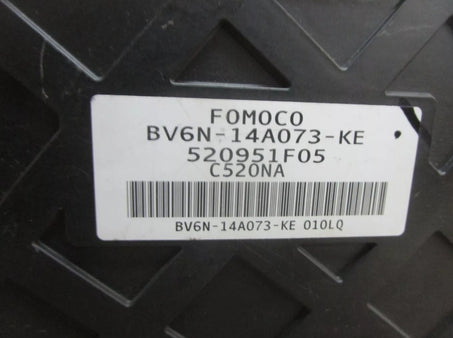 FOMOCO
BV6N-14A073-KE
520951F05
C520NA
BV6N-14A073-KE 010LQ